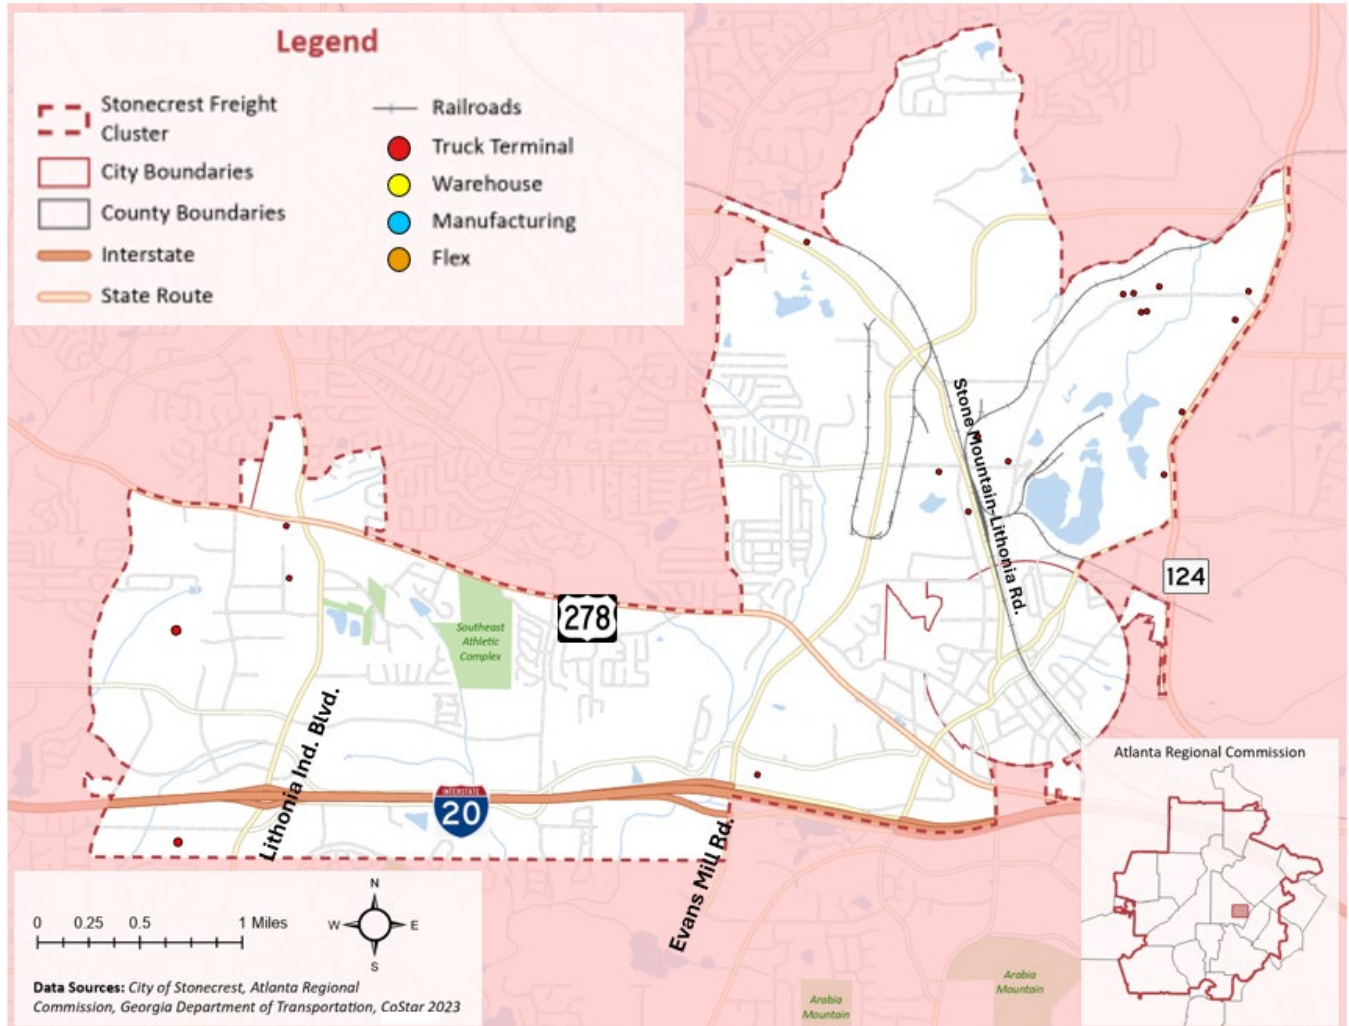 Legend
Stonecrest Freight
Cluster
City Boundaries
County Boundaries
Interstate
State Route
Railroads
Truck Terminal
Warehouse
Manufacturing
Flex
Stone Mountain-Lithonia Rd.
124
278
Southeast
Athletic
Complex
Lithonia Ind. Blvd.
INTERSTATE
20
Evans Mill Rd.
Atlanta Regional Commission
0 0.25 0.5 1 Miles
N
W E
S
Data Sources: City of Stonecrest, Atlanta Regional
Commission, Georgia Department of Transportation, CoStar 2023
Arabia
Mountain
Arabia
Mountain